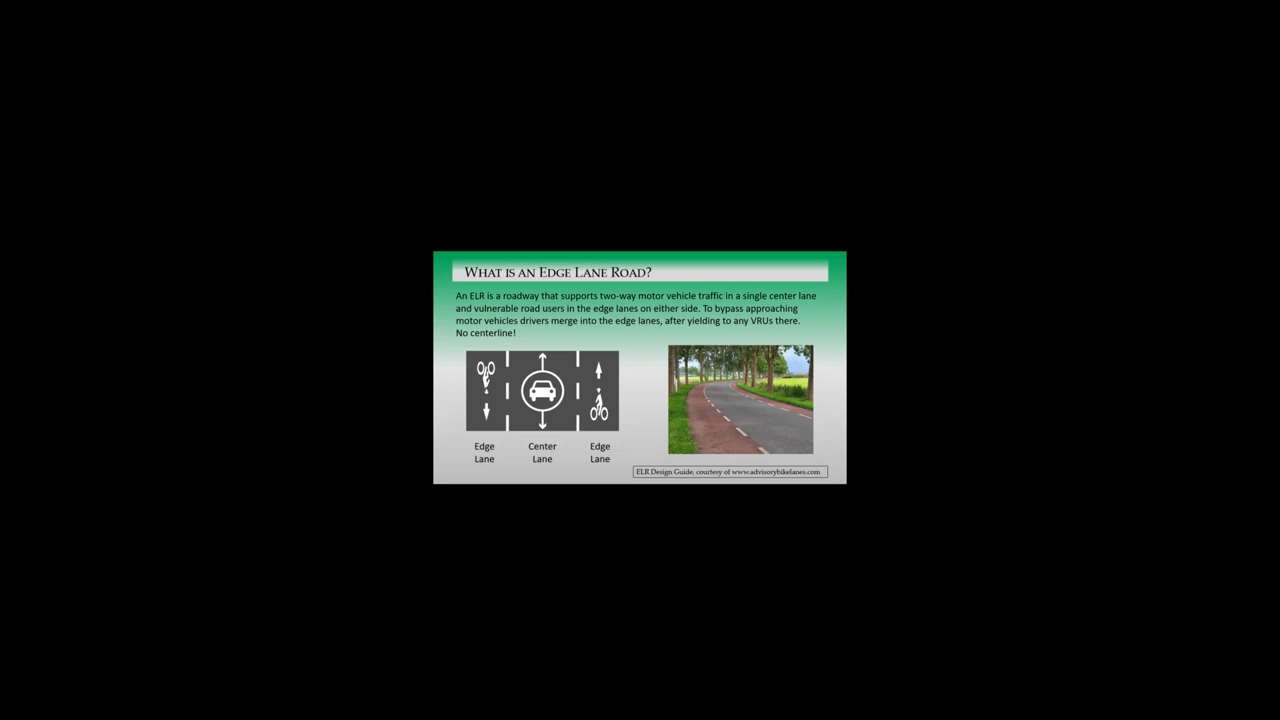 WHAT IS AN EDGE LANE ROAD?
An ELR is a roadway that supports two-way motor vehicle traffic in a single center lane
and vulnerable road users in the edge lanes on either side. To bypass approaching
motor vehicles drivers merge into the edge lanes, after yielding to any VRUs there.
No centerline!
Edge
Lane
Center
Lane
Edge
Lane
ELR Design Guide, courtesy of www.advisorybikelanes.com